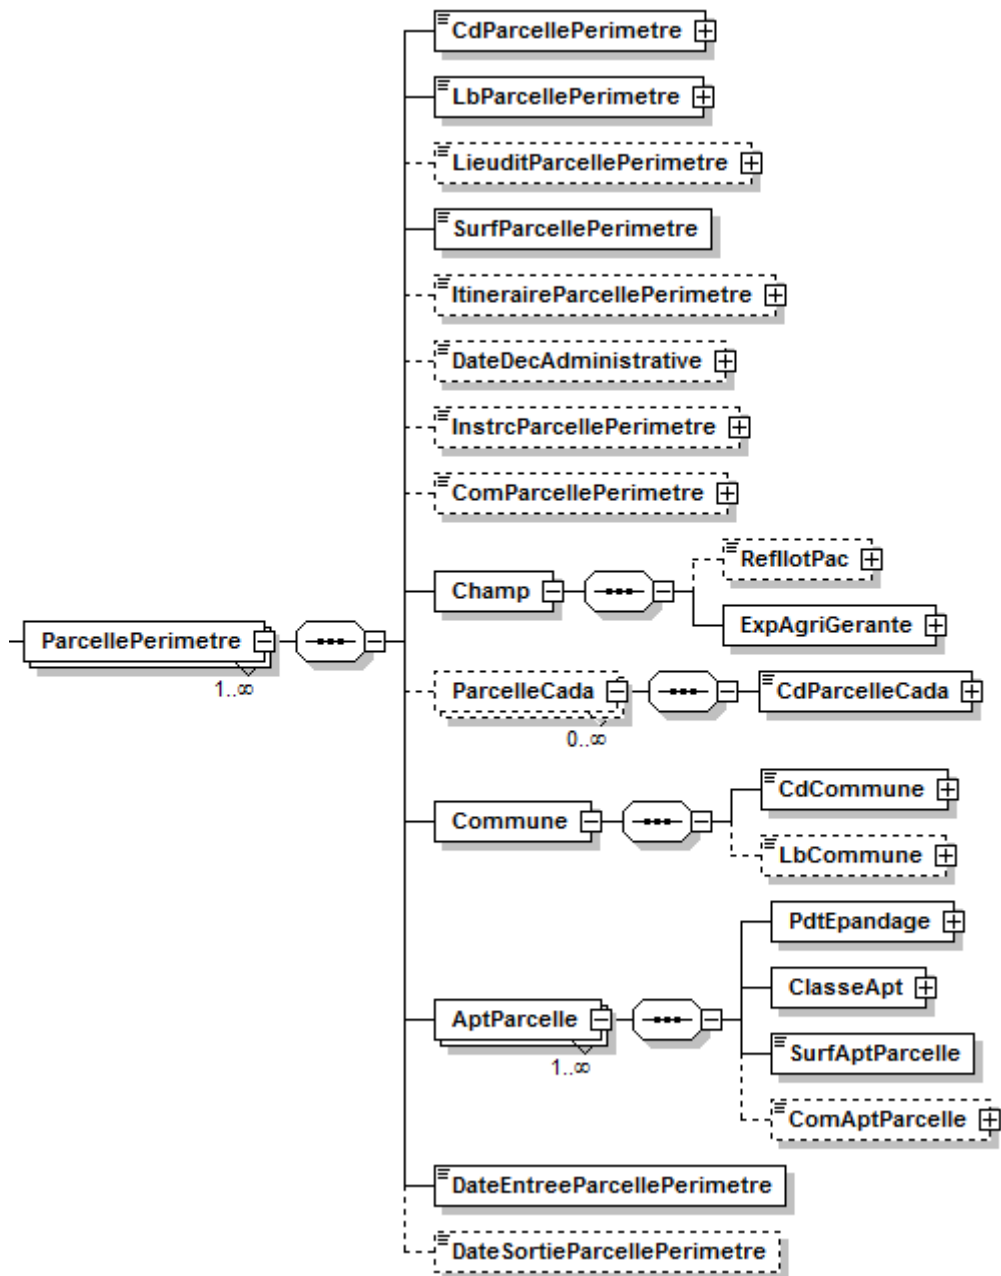 CdParcellePerimetre
LbParcellePerimetre
LieuditParcellePerimetre
SurfParcellePerimetre
ItineraireParcellePerimetre
DateDecAdministrative
InstrcParcellePerimetre
ComParcellePerimetre
RefIlotPac
Champ
ExpAgriGerante
ParcellePerimetre
1..∞
ParcelleCada
CdParcelleCada
0..∞
CdCommune
Commune
LbCommune
PdtEpandage
ClasseApt
AptParcelle
1..∞
SurfAptParcelle
ComAptParcelle
DateEntreeParcellePerimetre
DateSortieParcellePerimetre